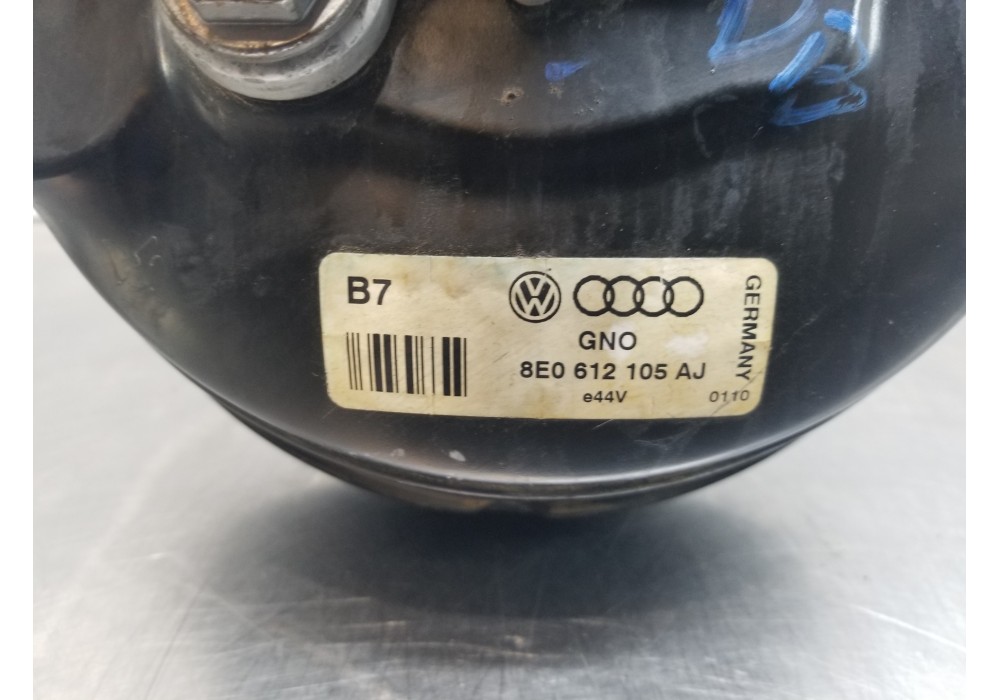 B7
GNO
8E0 612 105 AJ
e44V
0110
GERMANY